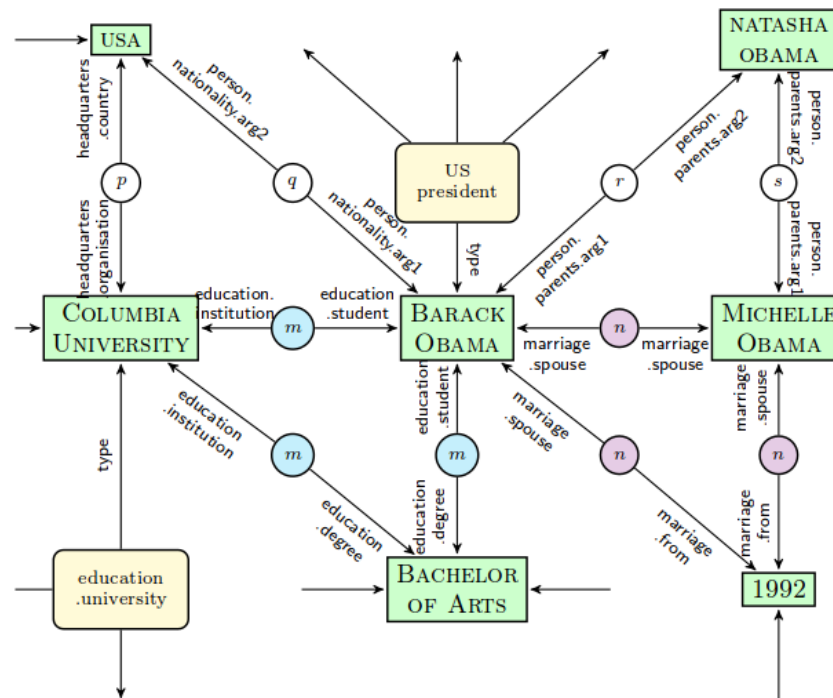 USA
NATASHA
OBAMA
headquarters
.country
person.
nationality.arg2
person.
parents.arg2
person.
parents.arg2
US
president
p
q
r
s
headquarters
.organisation
person.
nationality.arg1
type
person.
parents.arg1
person.
parents.arg1
COLUMBIA
UNIVERSITY
education.
institution
m
education
.student
BARACK
OBAMA
marriage
.spouse
n
marriage
.spouse
MICHELLE
OBAMA
type
education
.institution
m
education
.degree
education
.student
m
education
.degree
marriage
.spouse
n
marriage
.from
marriage
.spouse
n
marriage
.from
education
.university
BACHELOR
OF ARTS
1992